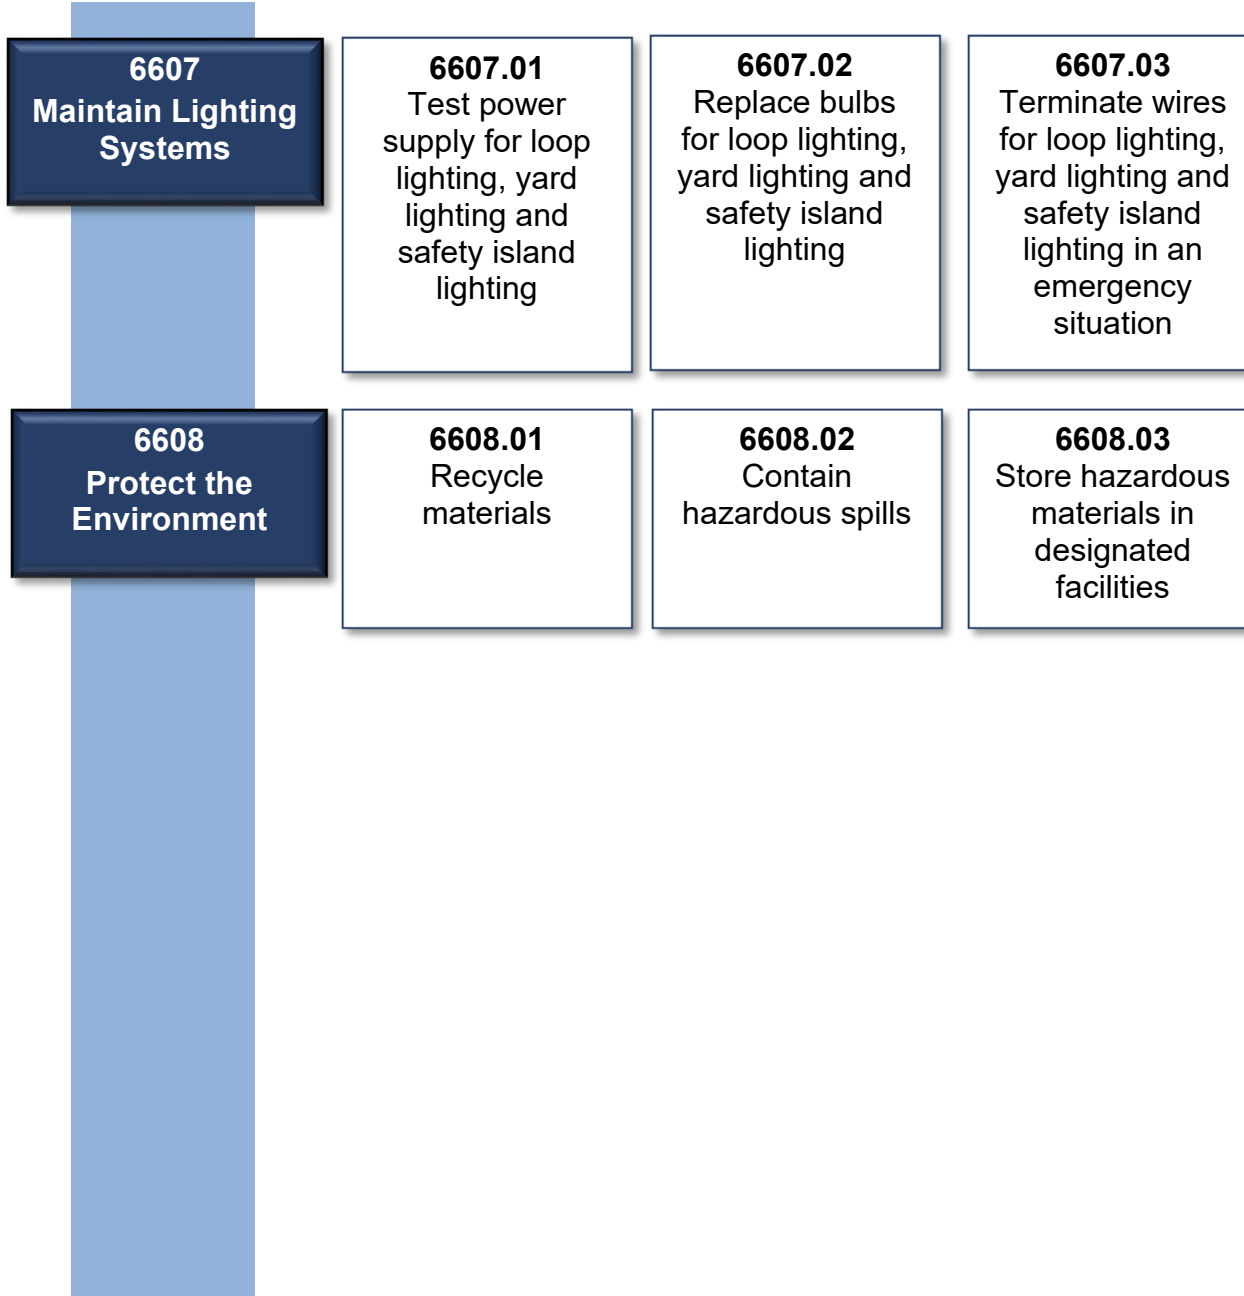 6607
Maintain Lighting
Systems
6607.01
Test power
supply for loop
lighting, yard
lighting and
safety island
lighting
6607.02
Replace bulbs
for loop lighting,
yard lighting and
safety island
lighting
6607.03
Terminate wires
for loop lighting,
yard lighting and
safety island
lighting in an
emergency
situation
6608
Protect the
Environment
6608.01
Recycle
materials
6608.02
Contain
hazardous spills
6608.03
Store hazardous
materials in
designated
facilities